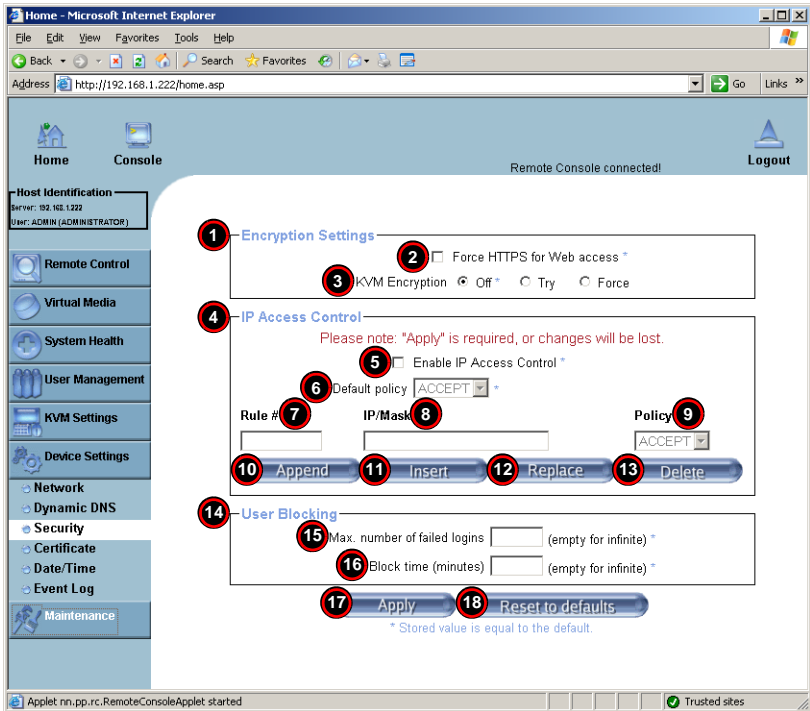 Home - Microsoft Internet Explorer
File Edit View Favorites Tools Help
Back Search Favorites
Address http://192.168.1.222/home.asp Go Links »
Home Console Logout
Remote Console connected!
Host Identification
Server: 192.168.1.222
User: ADMIN (ADMINISTRATOR)
Remote Control
Virtual Media
System Health
User Management
KVM Settings
Device Settings
Network
Dynamic DNS
Security
Certificate
Date/Time
Event Log
Maintenance
1 Encryption Settings
2 Force HTTPS for Web access *
3 KVM Encryption Off * Try Force
4 IP Access Control
Please note: "Apply" is required, or changes will be lost.
5 Enable IP Access Control *
6 Default policy ACCEPT *
Rule # 7 IP/Mask 8 Policy 9
ACCEPT
10 Append 11 Insert 12 Replace 13 Delete
14 User Blocking
15 Max. number of failed logins (empty for infinite) *
16 Block time (minutes) (empty for infinite) *
17 Apply 18 Reset to defaults
* Stored value is equal to the default.
Applet nn.pp.rc.RemoteConsoleApplet started Trusted sites